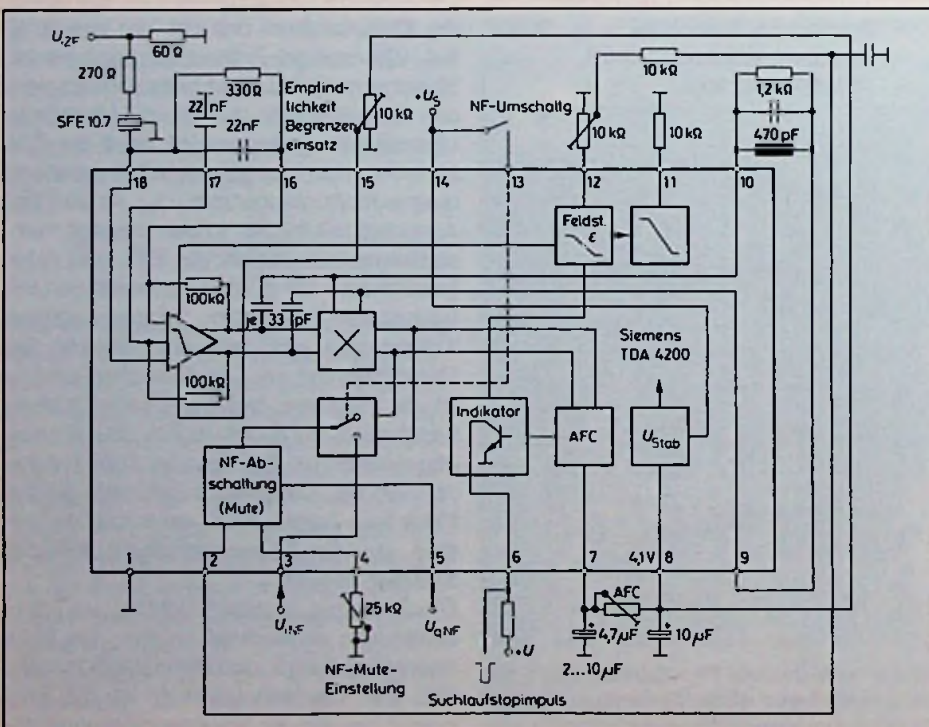 U_ZF
60 Ω
270 Ω
330Ω
22 nF
22nF
SFE 10.7
Empfind-
lichkeit
Begrenzer-
einsatz
10 kΩ
+U_S
NF-Umschaltg
10 kΩ
10 kΩ
10 kΩ
1,2 kΩ
470 pF
18
17
16
15
14
13
12
11
10
Feldst.
ε
100kΩ
100kΩ
je 33 pF
Siemens
TDA 4200
NF-Ab-
schaltung
(Mute)
Indikator
AFC
U_Stab
1
2
3
4
5
6
7
4,1V
8
9
U_iNF
25 kΩ
NF-Mute-
Einstellung
U_qNF
+U
Suchlaufstopimpuls
AFC
4,7µF
10µF
2...10µF